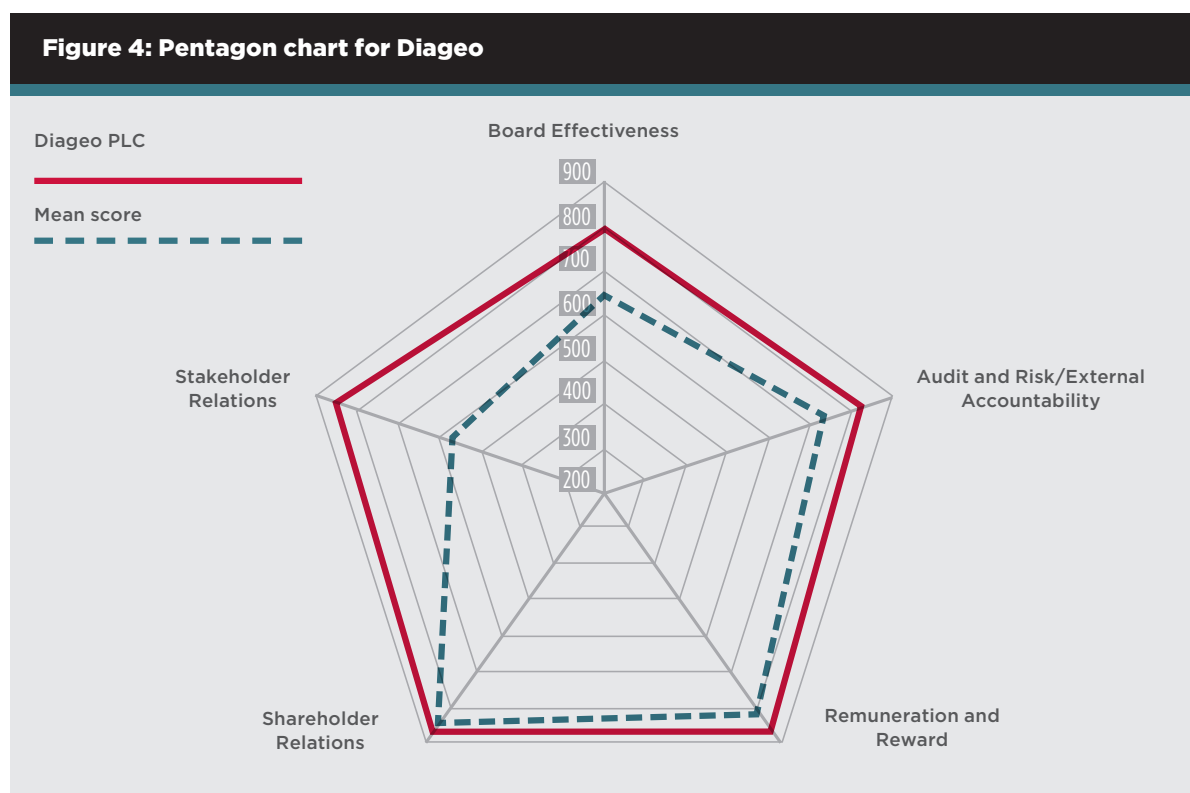 Figure 4: Pentagon chart for Diageo
Diageo PLC
Mean score
Board Effectiveness
900
800
700
600
500
400
300
200
Stakeholder
Relations
Audit and Risk/External
Accountability
Shareholder
Relations
Remuneration and
Reward